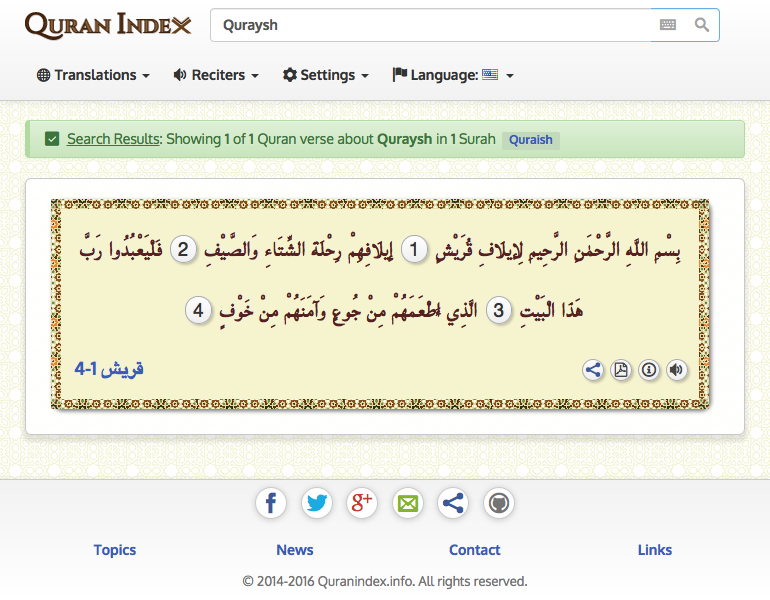 QURAN INDEX
Quraysh
Translations
Reciters
Settings
Language:
Search Results: Showing 1 of 1 Quran verse about Quraysh in 1 Surah Quraish
بِسْمِ اللَّهِ الرَّحْمَٰنِ الرَّحِيمِ لِإِيلَافِ قُرَيْشٍ 1 إِيلَافِهِمْ رِحْلَةَ الشِّتَاءِ وَالصَّيْفِ 2 فَلْيَعْبُدُوا رَبَّ
هَٰذَا الْبَيْتِ 3 الَّذِي أَطْعَمَهُمْ مِنْ جُوعٍ وَآمَنَهُمْ مِنْ خَوْفٍ 4
قريش 1-4
Topics
News
Contact
Links
© 2014-2016 Quranindex.info. All rights reserved.